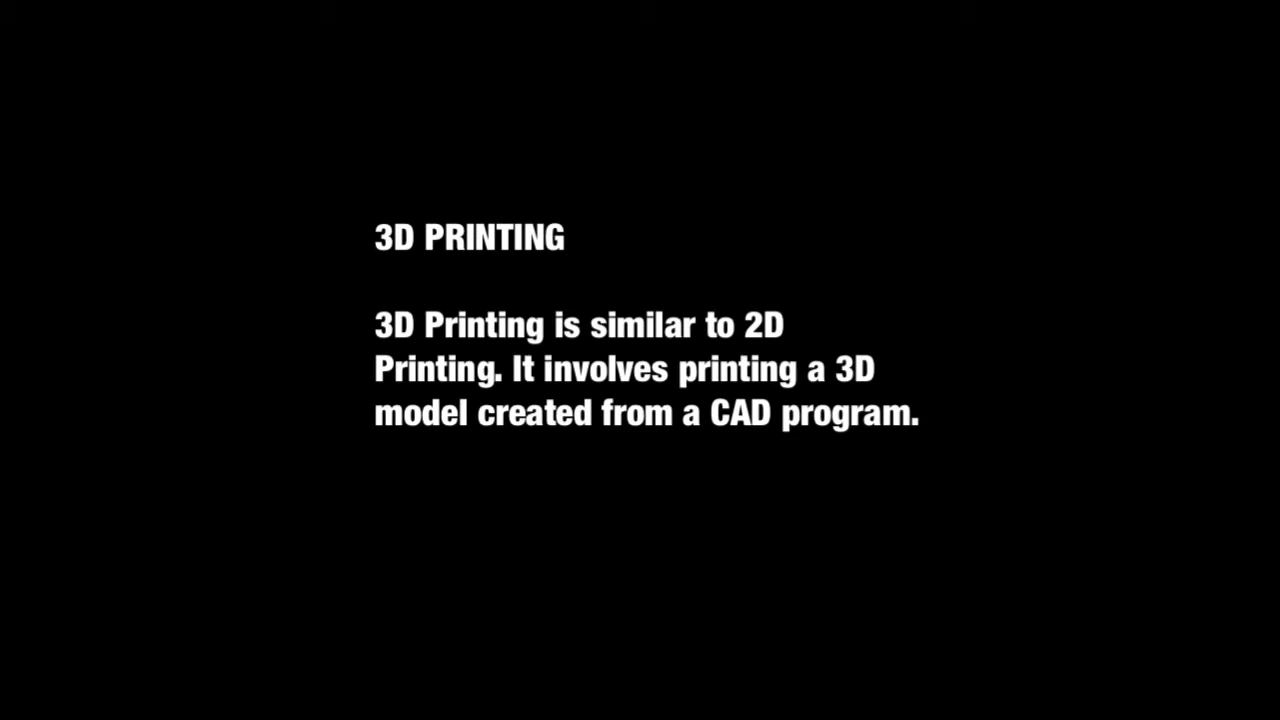 3D PRINTING
3D Printing is similar to 2D
Printing. It involves printing a 3D
model created from a CAD program.